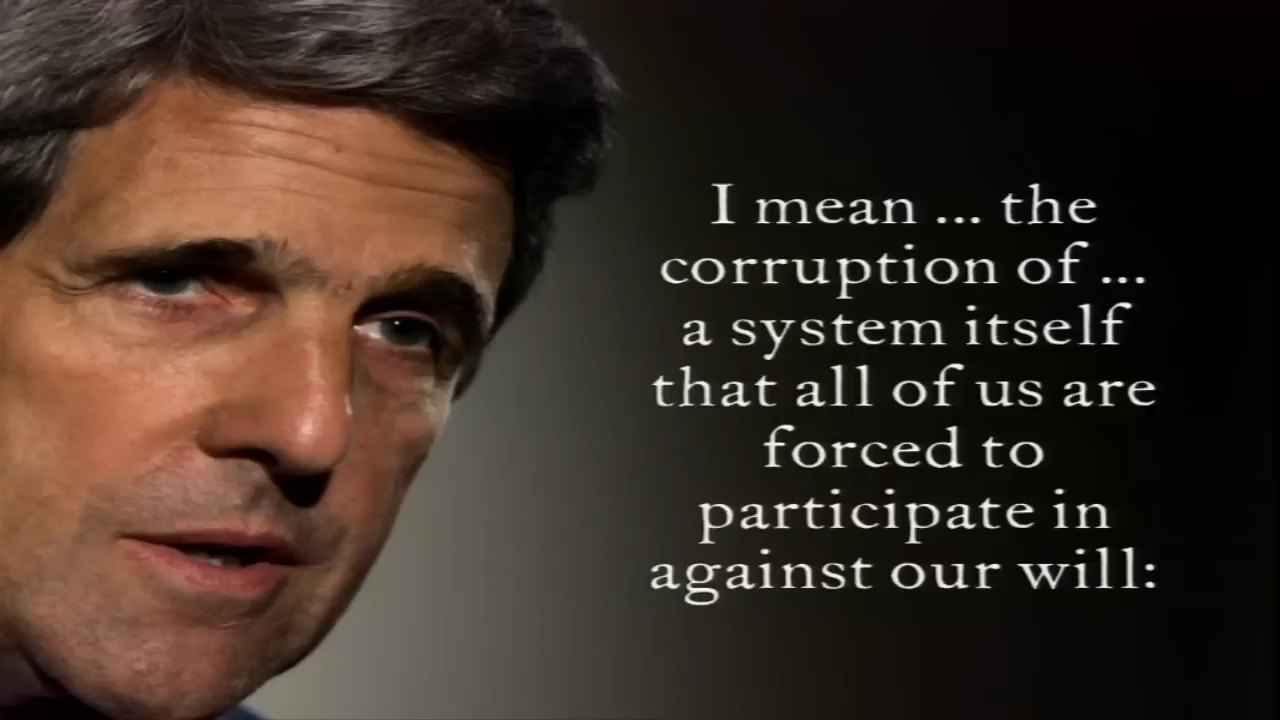 I mean ... the
corruption of ...
a system itself
that all of us are
forced to
participate in
against our will: